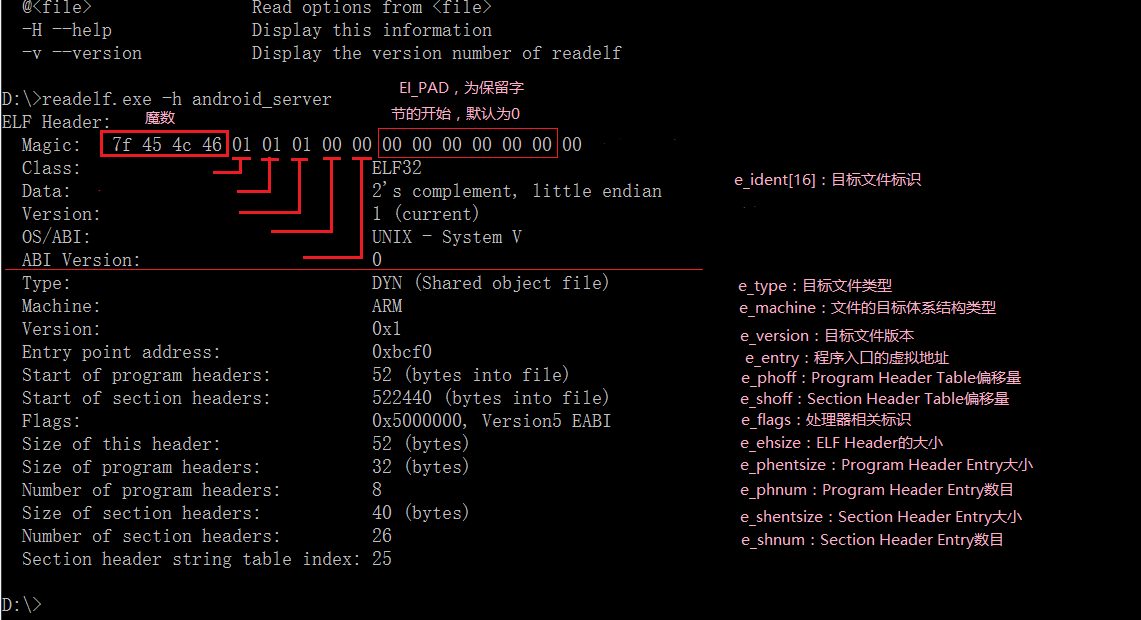 @<file> Read options from <file>
-H --help Display this information
-v --version Display the version number of readelf
D:\>readelf.exe -h android_server
EI_PAD，为保留字
节的开始，默认为0
魔数
ELF Header:
Magic: 7f 45 4c 46 01 01 01 00 00 00 00 00 00 00 00 00
Class: ELF32
Data: 2's complement, little endian
e_ident[16]：目标文件标识
Version: 1 (current)
OS/ABI: UNIX - System V
ABI Version: 0
Type: DYN (Shared object file) e_type：目标文件类型
Machine: ARM e_machine：文件的目标体系结构类型
Version: 0x1 e_version：目标文件版本
Entry point address: 0xbcf0 e_entry：程序入口的虚拟地址
Start of program headers: 52 (bytes into file) e_phoff：Program Header Table偏移量
Start of section headers: 522440 (bytes into file) e_shoff：Section Header Table偏移量
Flags: 0x5000000, Version5 EABI e_flags：处理器相关标识
Size of this header: 52 (bytes) e_ehsize：ELF Header的大小
Size of program headers: 32 (bytes) e_phentsize：Program Header Entry大小
Number of program headers: 8 e_phnum：Program Header Entry数目
Size of section headers: 40 (bytes) e_shentsize：Section Header Entry大小
Number of section headers: 26 e_shnum：Section Header Entry数目
Section header string table index: 25
D:\>